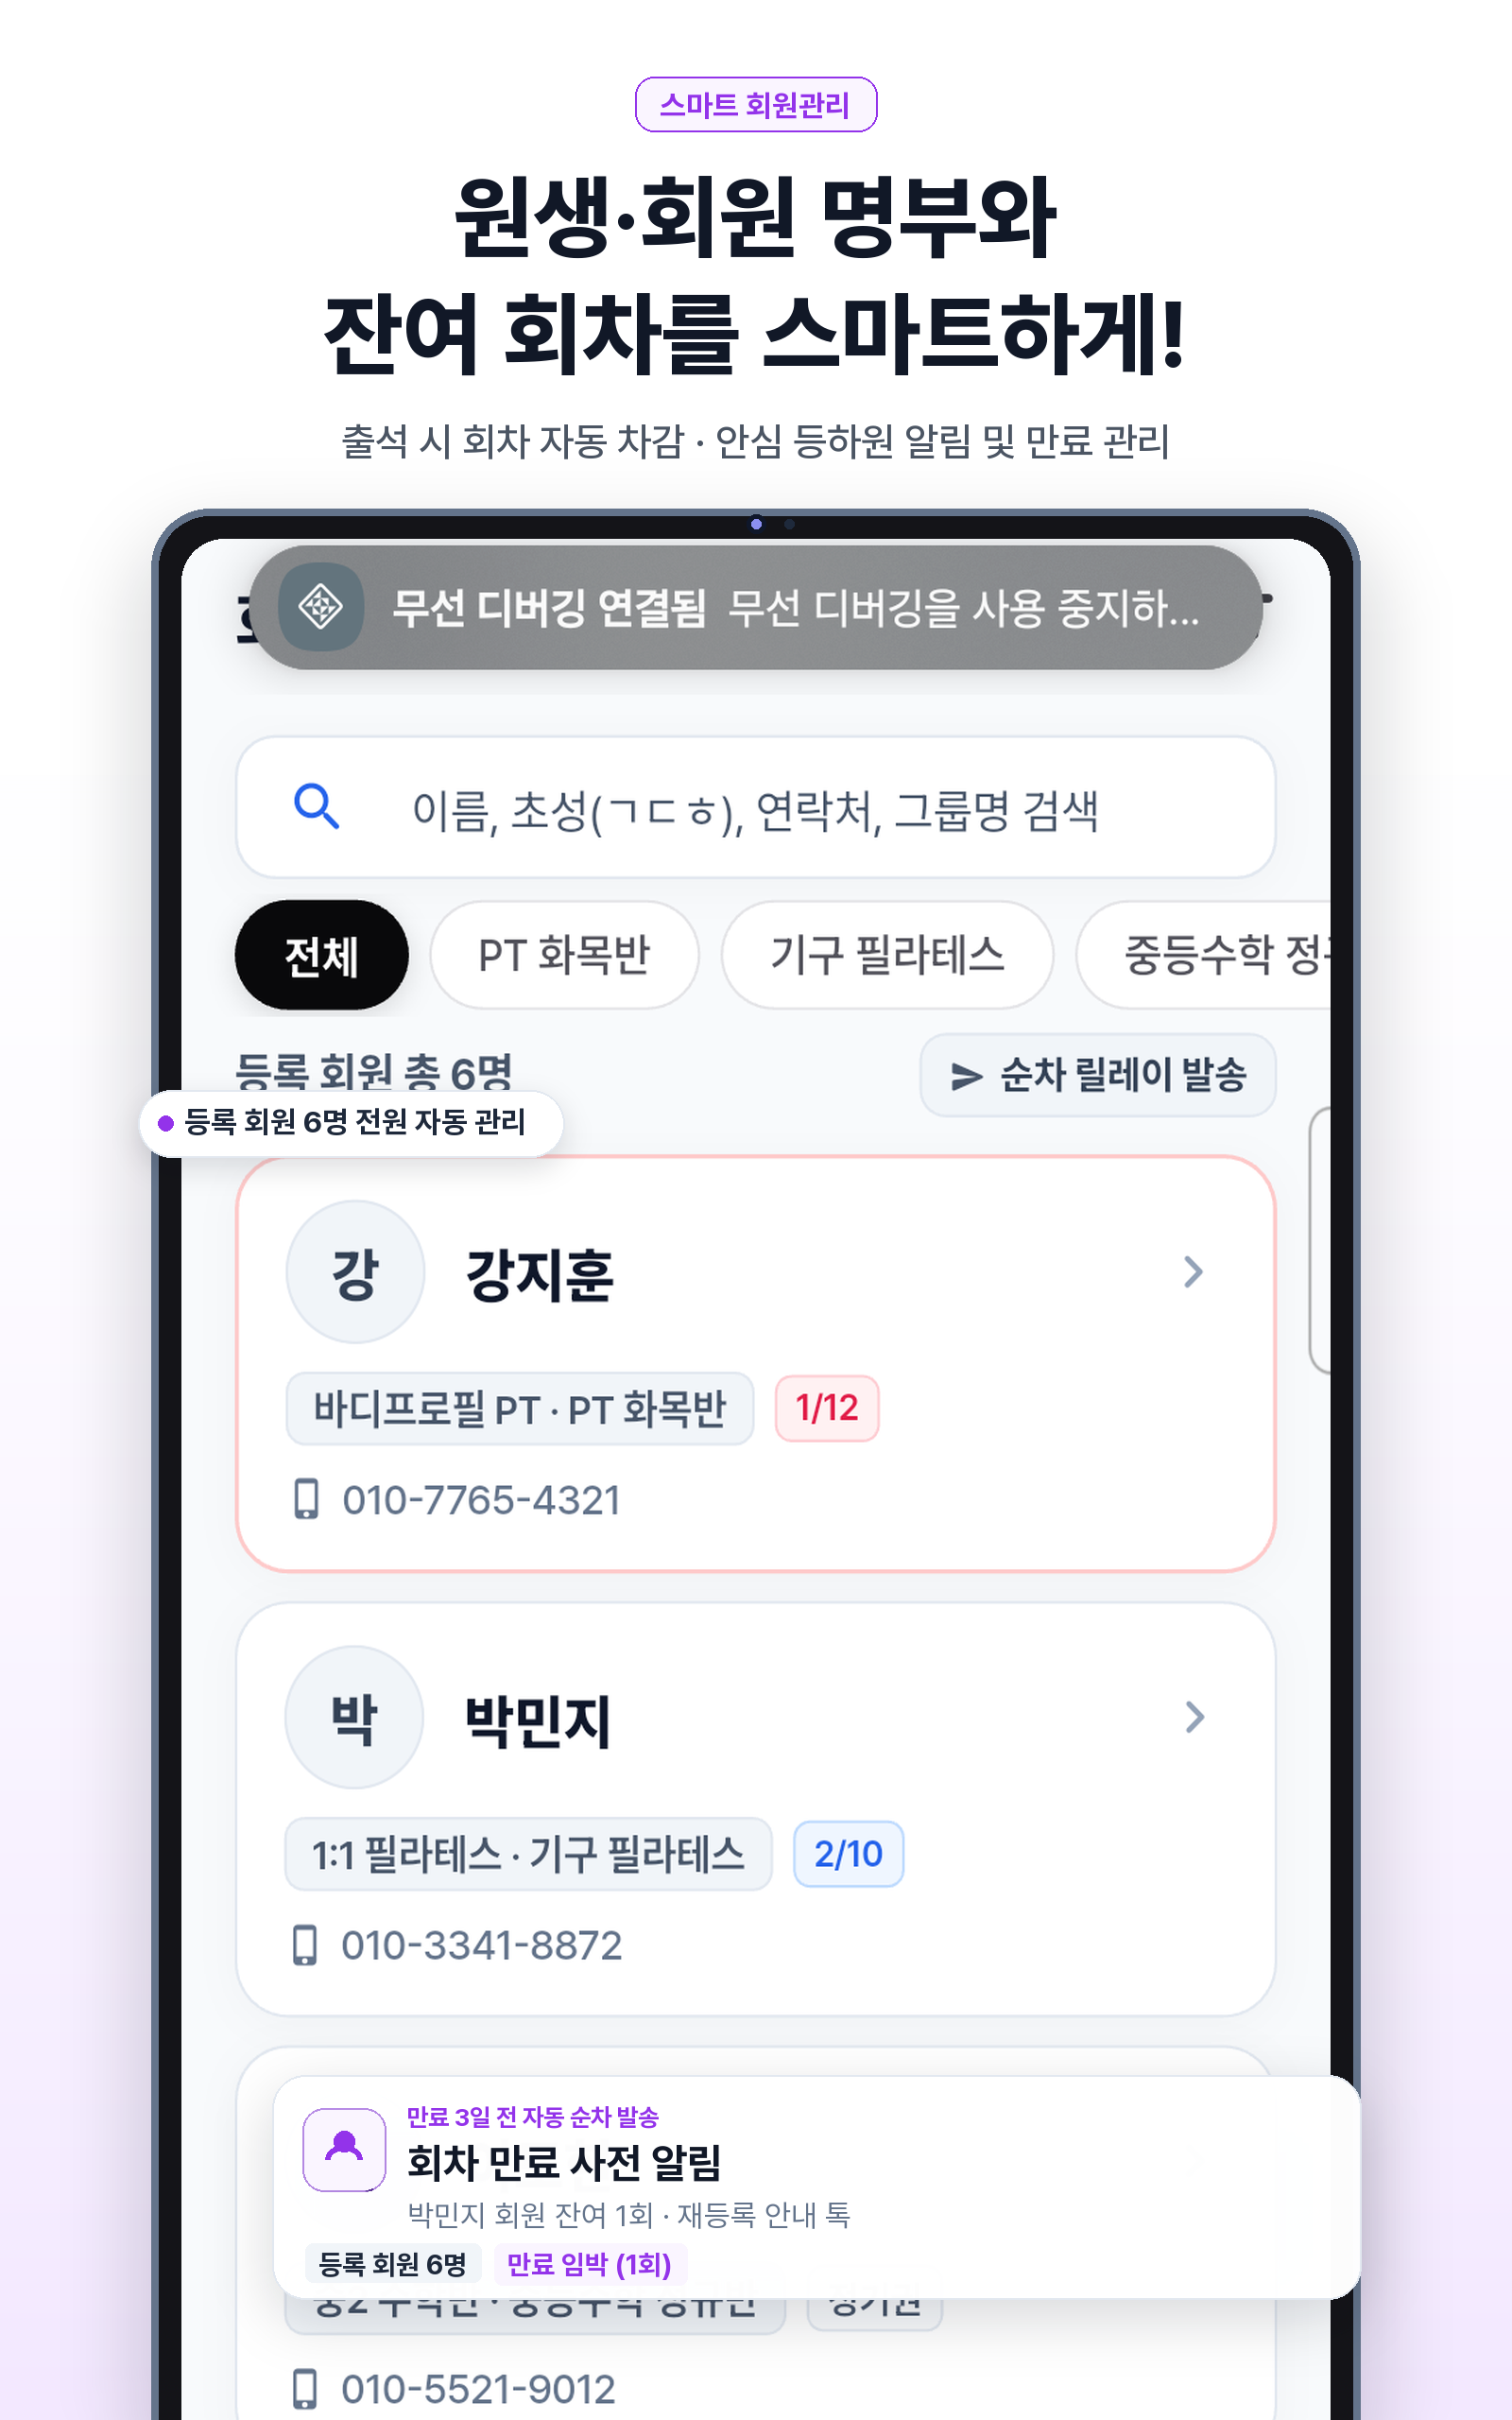 스마트 회원관리
원생·회원 명부와
잔여 회차를 스마트하게!
출석 시 회차 자동 차감 · 안심 등하원 알림 및 만료 관리
무선 디버깅 연결됨 무선 디버깅을 사용 중지하...
이름, 초성(ㄱㄷㅎ), 연락처, 그룹명 검색
전체 PT 화목반 기구 필라테스 중등수학
등록 회원 총 6명 순차 릴레이 발송
등록 회원 6명 전원 자동 관리
강 강지훈
바디프로필 PT · PT 화목반 1/12
010-7765-4321
박 박민지
1:1 필라테스 · 기구 필라테스 2/10
010-3341-8872
만료 3일 전 자동 순차 발송
회차 만료 사전 알림
박민지 회원 잔여 1회 · 재등록 안내 톡
등록 회원 6명 만료 임박 (1회)
010-5521-9012